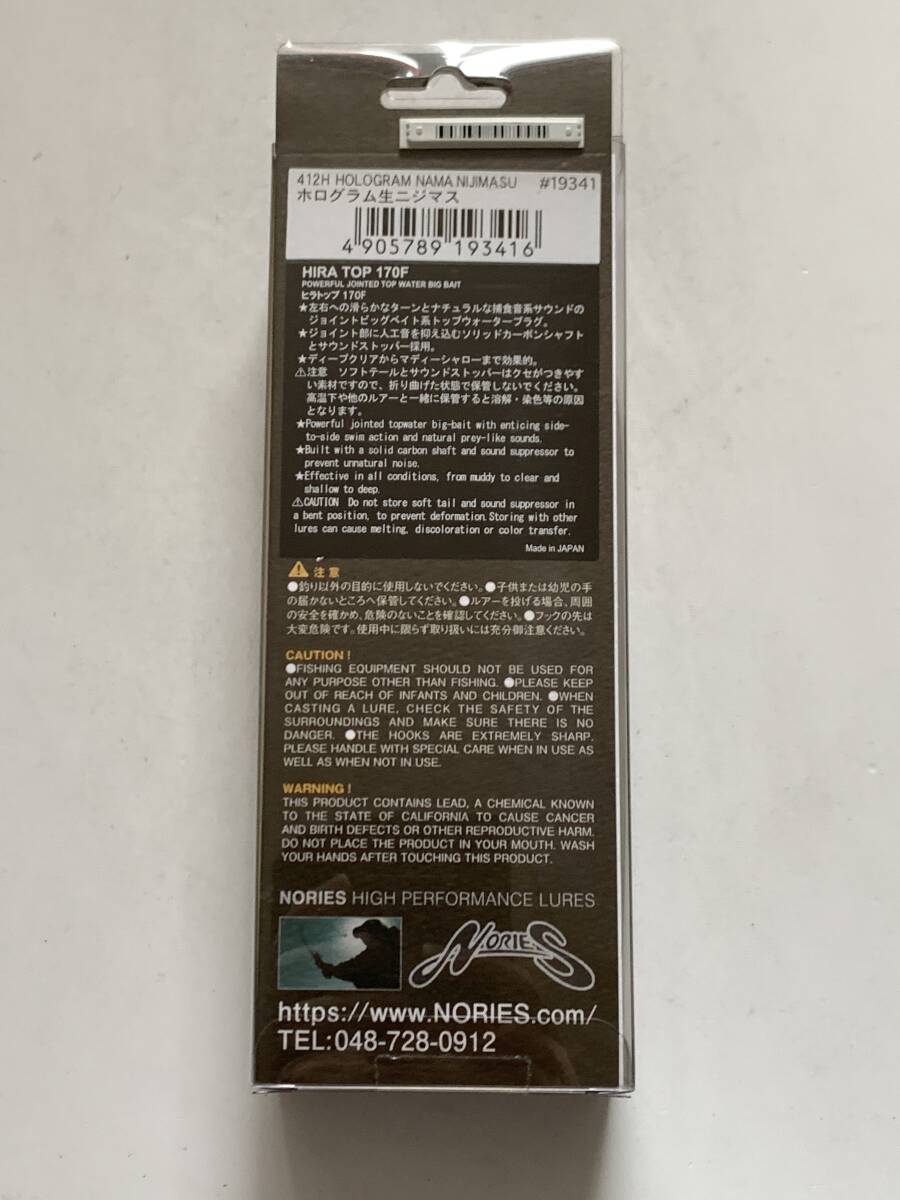 412H HOLOGRAM NAMA NIJIMASU #19341
ホログラム生ニジマス
4 905789 193416
HIRA TOP 170F
POWERFUL JOINTED TOP WATER BIG BAIT
ヒラトップ 170F
★左右への滑らかなターンとナチュラルな捕食音系サウンドの
ジョイントビッグベイト系トップウォータープラグ。
★ジョイント部に人工音を抑え込むソリッドカーボンシャフト
とサウンドストッパー採用。
★ディープクリアからマディーシャローまで効果的。
⚠注意 ソフトテールとサウンドストッパーはクセがつきやす
い素材ですので、折り曲げた状態で保管しないでください。
高温下や他のルアーと一緒に保管すると溶解・染色等の原因
となります。
★Powerful jointed topwater big-bait with enticing side-
to-side swim action and natural prey-like sounds.
★Built with a solid carbon shaft and sound suppressor to
prevent unnatural noise.
★Effective in all conditions, from muddy to clear and
shallow to deep.
⚠CAUTION Do not store soft tail and sound suppressor in
a bent position, to prevent deformation. Storing with other
lures can cause melting, discoloration or color transfer.
Made in JAPAN
⚠ 注意
●釣り以外の目的に使用しないでください。●子供または幼児の手
の届かないところへ保管してください。●ルアーを投げる場合、周囲
の安全を確かめ、危険のないことを確認してください。●フックの先は
大変危険です。使用中に限らず取り扱いには充分御注意ください。
CAUTION!
●FISHING EQUIPMENT SHOULD NOT BE USED FOR
ANY PURPOSE OTHER THAN FISHING. ●PLEASE KEEP
OUT OF REACH OF INFANTS AND CHILDREN. ●WHEN
CASTING A LURE, CHECK THE SAFETY OF THE
SURROUNDINGS AND MAKE SURE THERE IS NO
DANGER. ●THE HOOKS ARE EXTREMELY SHARP.
PLEASE HANDLE WITH SPECIAL CARE WHEN IN USE AS
WELL AS WHEN NOT IN USE.
WARNING!
THIS PRODUCT CONTAINS LEAD, A CHEMICAL KNOWN
TO THE STATE OF CALIFORNIA TO CAUSE CANCER
AND BIRTH DEFECTS OR OTHER REPRODUCTIVE HARM.
DO NOT PLACE THE PRODUCT IN YOUR MOUTH. WASH
YOUR HANDS AFTER TOUCHING THIS PRODUCT.
NORIES HIGH PERFORMANCE LURES
NORIES
https://www.NORIES.com/
TEL:048-728-0912